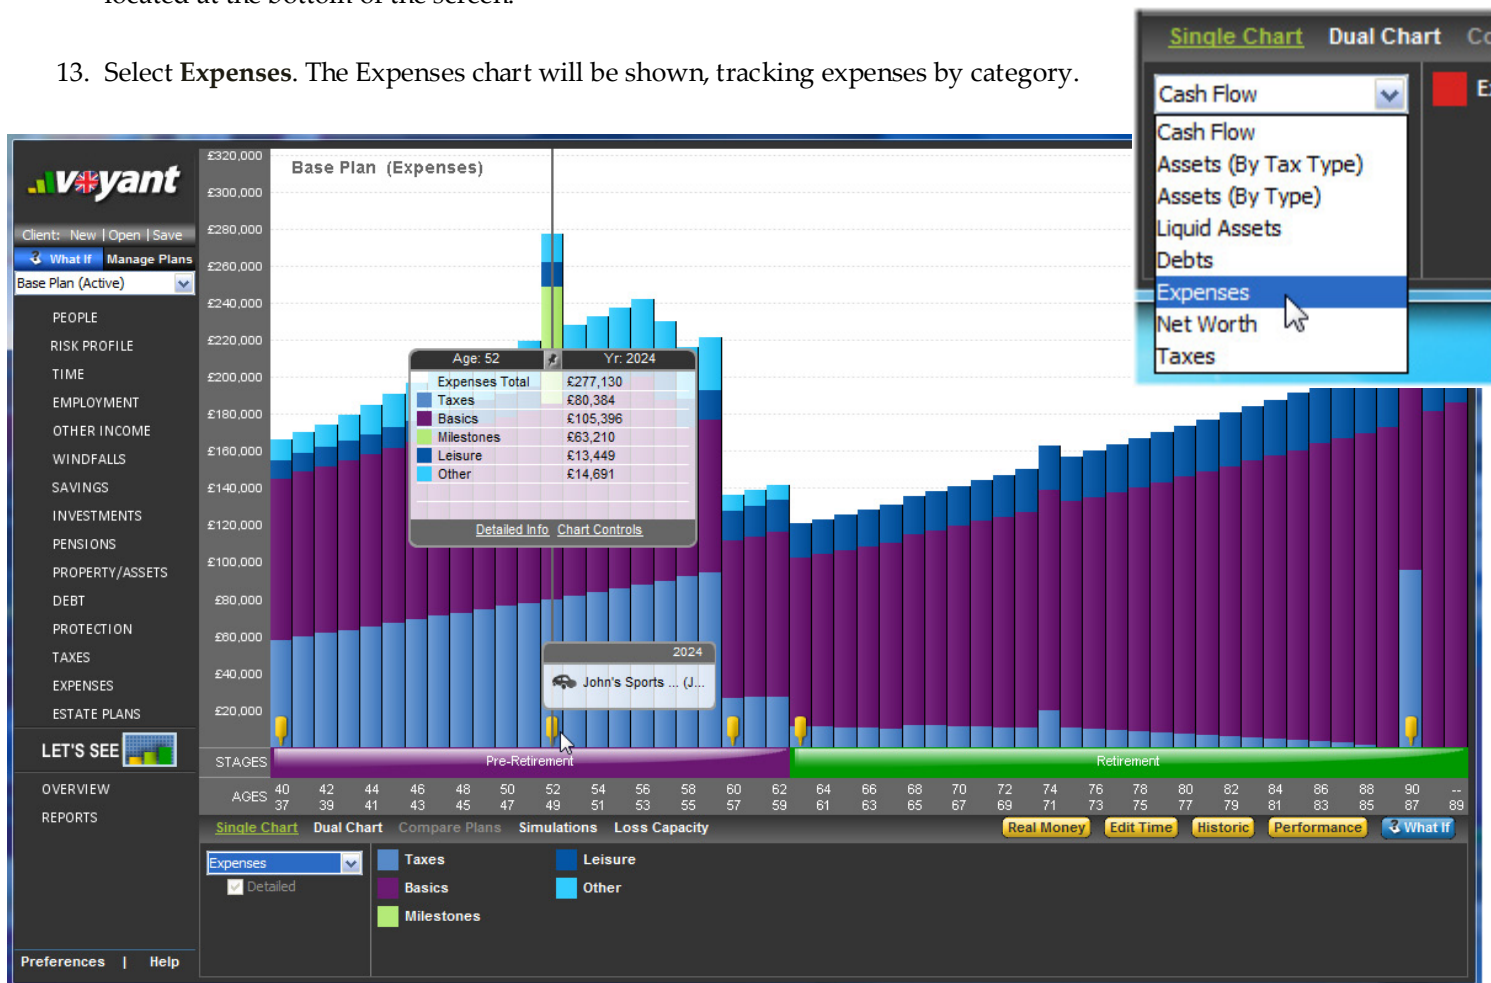 located at the bottom of the screen.
13. Select Expenses. The Expenses chart will be shown, tracking expenses by category.
Single Chart Dual Chart Co
Cash Flow
Cash Flow
Assets (By Tax Type)
Assets (By Type)
Liquid Assets
Debts
Expenses
Net Worth
Taxes
voyant
Client: New | Open | Save
What If Manage Plans
Base Plan (Active)
PEOPLE
RISK PROFILE
TIME
EMPLOYMENT
OTHER INCOME
WINDFALLS
SAVINGS
INVESTMENTS
PENSIONS
PROPERTY/ASSETS
DEBT
PROTECTION
TAXES
EXPENSES
ESTATE PLANS
LET'S SEE
OVERVIEW
REPORTS
Preferences | Help
Base Plan (Expenses)
£320,000
£300,000
£280,000
£260,000
£240,000
£220,000
£200,000
£180,000
£160,000
£140,000
£120,000
£100,000
£80,000
£60,000
£40,000
£20,000
Age: 52 Yr: 2024
Expenses Total £277,130
Taxes £80,384
Basics £105,396
Milestones £63,210
Leisure £13,449
Other £14,691
Detailed Info Chart Controls
2024
John's Sports ... (J...
STAGES Pre-Retirement Retirement
AGES 40 42 44 46 48 50 52 54 56 58 60 62 64 66 68 70 72 74 76 78 80 82 84 86 88 90 --
37 39 41 43 45 47 49 51 53 55 57 59 61 63 65 67 69 71 73 75 77 79 81 83 85 87 89
Single Chart Dual Chart Compare Plans Simulations Loss Capacity Real Money Edit Time Historic Performance What If
Expenses
Detailed
Taxes Leisure
Basics Other
Milestones